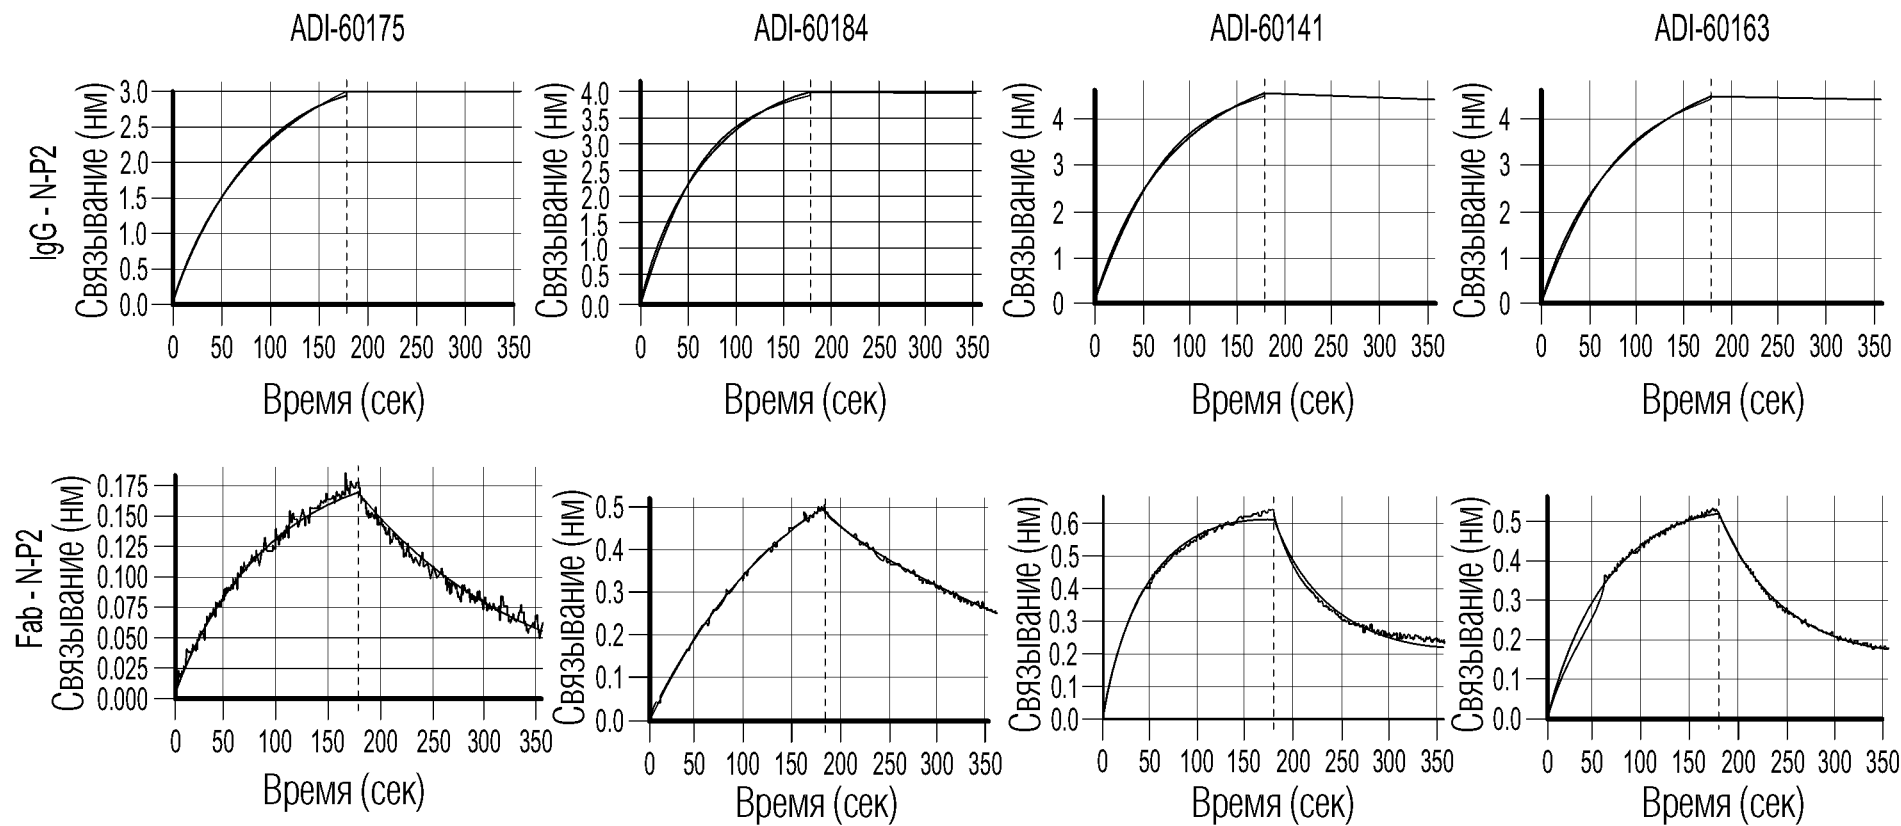 ADI-60175
ADI-60184
ADI-60141
ADI-60163
IgG - N-P2
Связывание (нм)
3.0
2.5
2.0
1.5
1.0
0.5
0.0
0 50 100 150 200 250 300 350
Время (сек)
Связывание (нм)
4.0
3.5
3.0
2.5
2.0
1.5
1.0
0.5
0.0
0 50 100 150 200 250 300 350
Время (сек)
Связывание (нм)
4
3
2
1
0
0 50 100 150 200 250 300 350
Время (сек)
Связывание (нм)
4
3
2
1
0
0 50 100 150 200 250 300 350
Время (сек)
Fab - N-P2
Связывание (нм)
0.175
0.150
0.125
0.100
0.075
0.050
0.025
0.000
0 50 100 150 200 250 300 350
Время (сек)
Связывание (нм)
0.5
0.4
0.3
0.2
0.1
0.0
0 50 100 150 200 250 300 350
Время (сек)
Связывание (нм)
0.6
0.5
0.4
0.3
0.2
0.1
0.0
0 50 100 150 200 250 300 350
Время (сек)
Связывание (нм)
0.5
0.4
0.3
0.2
0.1
0.0
0 50 100 150 200 250 300 350
Время (сек)